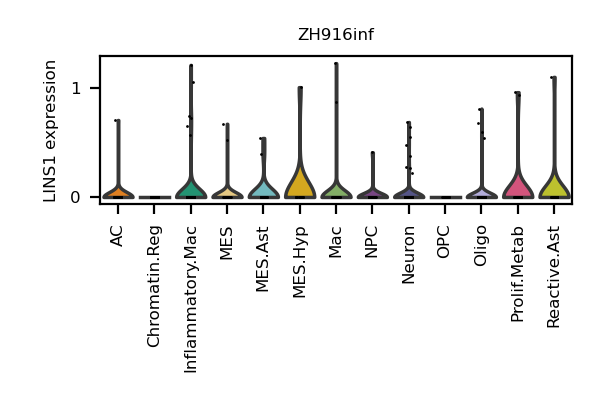 ZH916inf
LINS1 expression
1
0
AC
Chromatin.Reg
Inflammatory.Mac
MES
MES.Ast
MES.Hyp
Mac
NPC
Neuron
OPC
Oligo
Prolif.Metab
Reactive.Ast